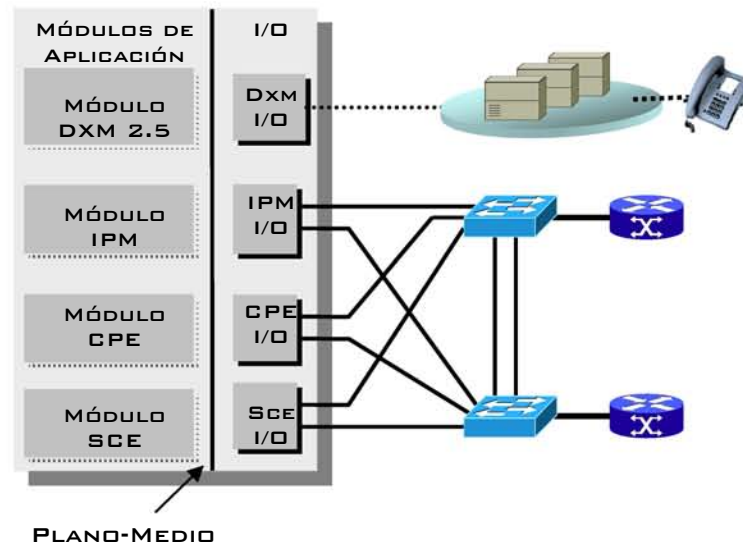 MÓDULOS DE
APLICACIÓN
I/O
MÓDULO
DXM 2.5
DXM
I/O
MÓDULO
IPM
IPM
I/O
MÓDULO
CPE
CPE
I/O
MÓDULO
SCE
SCE
I/O
PLANO-MEDIO